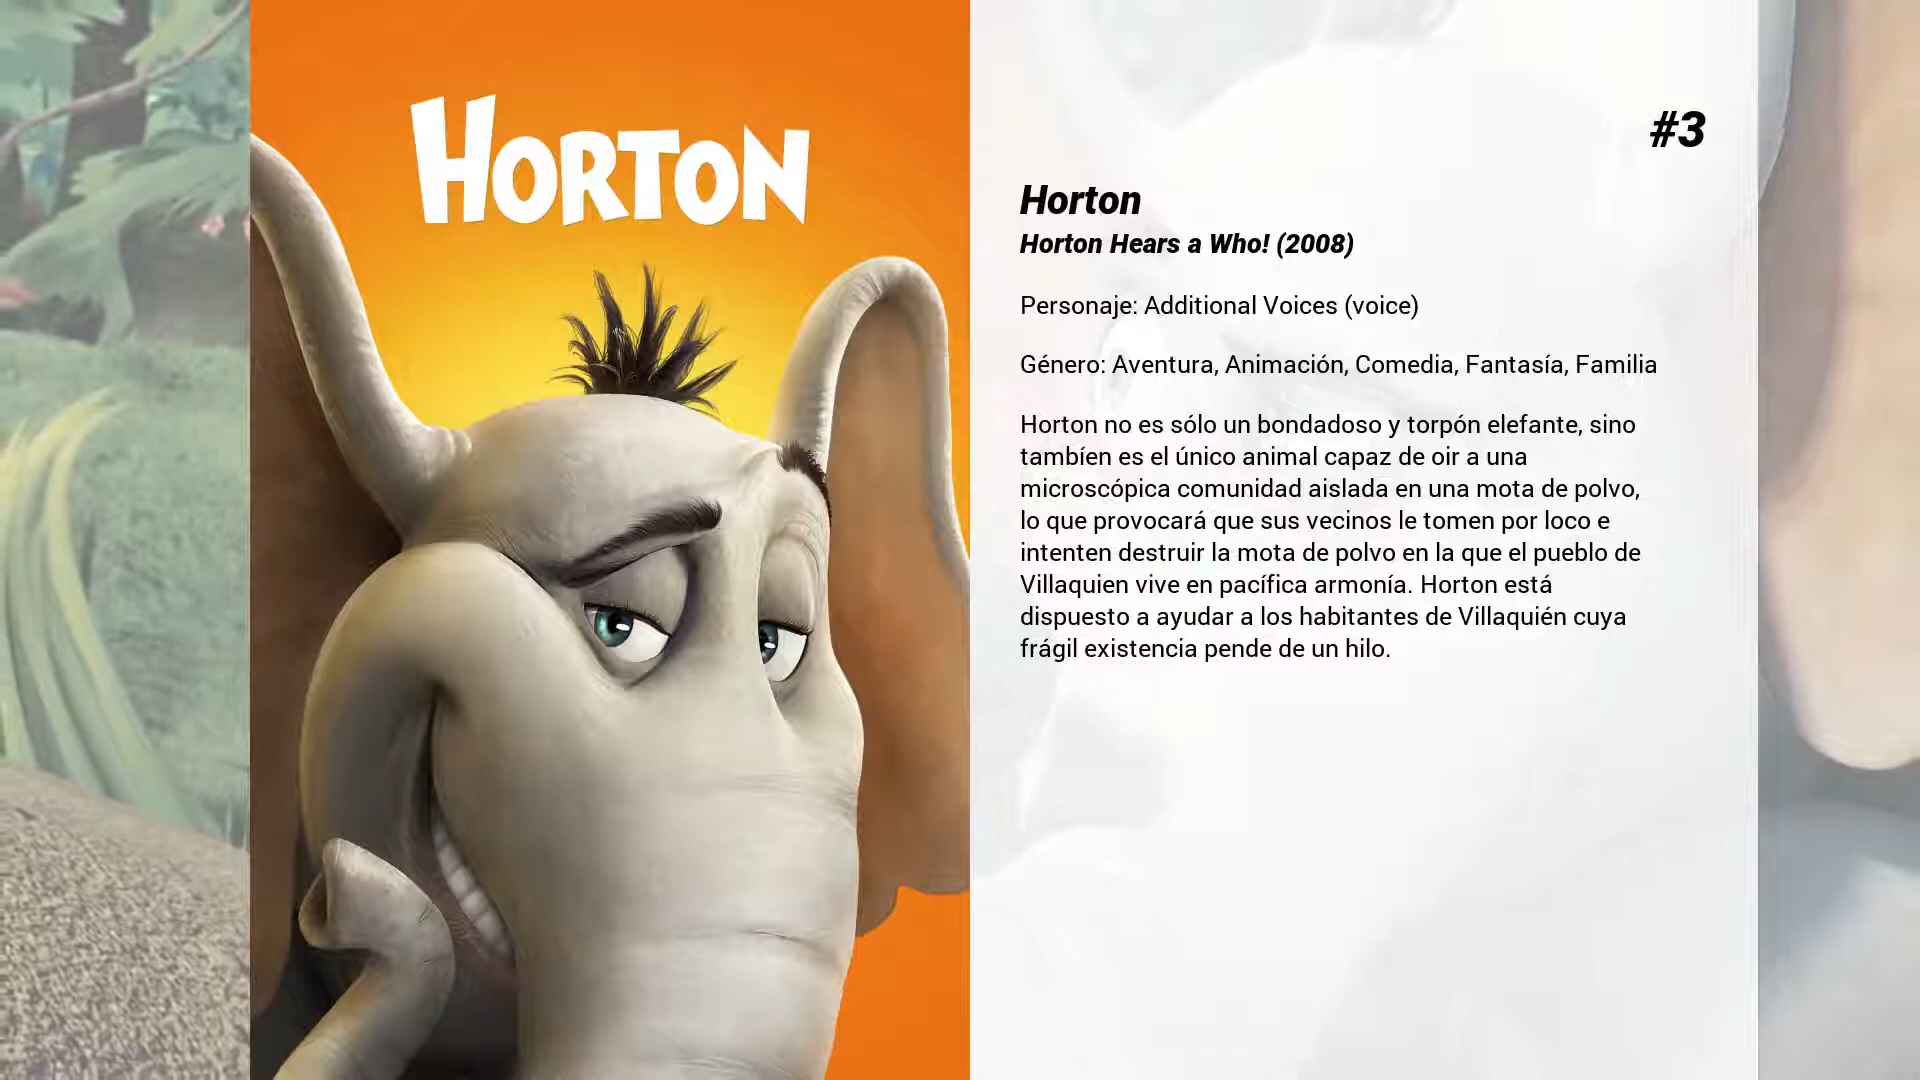 HORTON
#3
Horton
Horton Hears a Who! (2008)
Personaje: Additional Voices (voice)
Género: Aventura, Animación, Comedia, Fantasía, Familia
Horton no es sólo un bondadoso y torpón elefante, sino
tambíen es el único animal capaz de oir a una
microscópica comunidad aislada en una mota de polvo,
lo que provocará que sus vecinos le tomen por loco e
intenten destruir la mota de polvo en la que el pueblo de
Villaquien vive en pacífica armonía. Horton está
dispuesto a ayudar a los habitantes de Villaquién cuya
frágil existencia pende de un hilo.